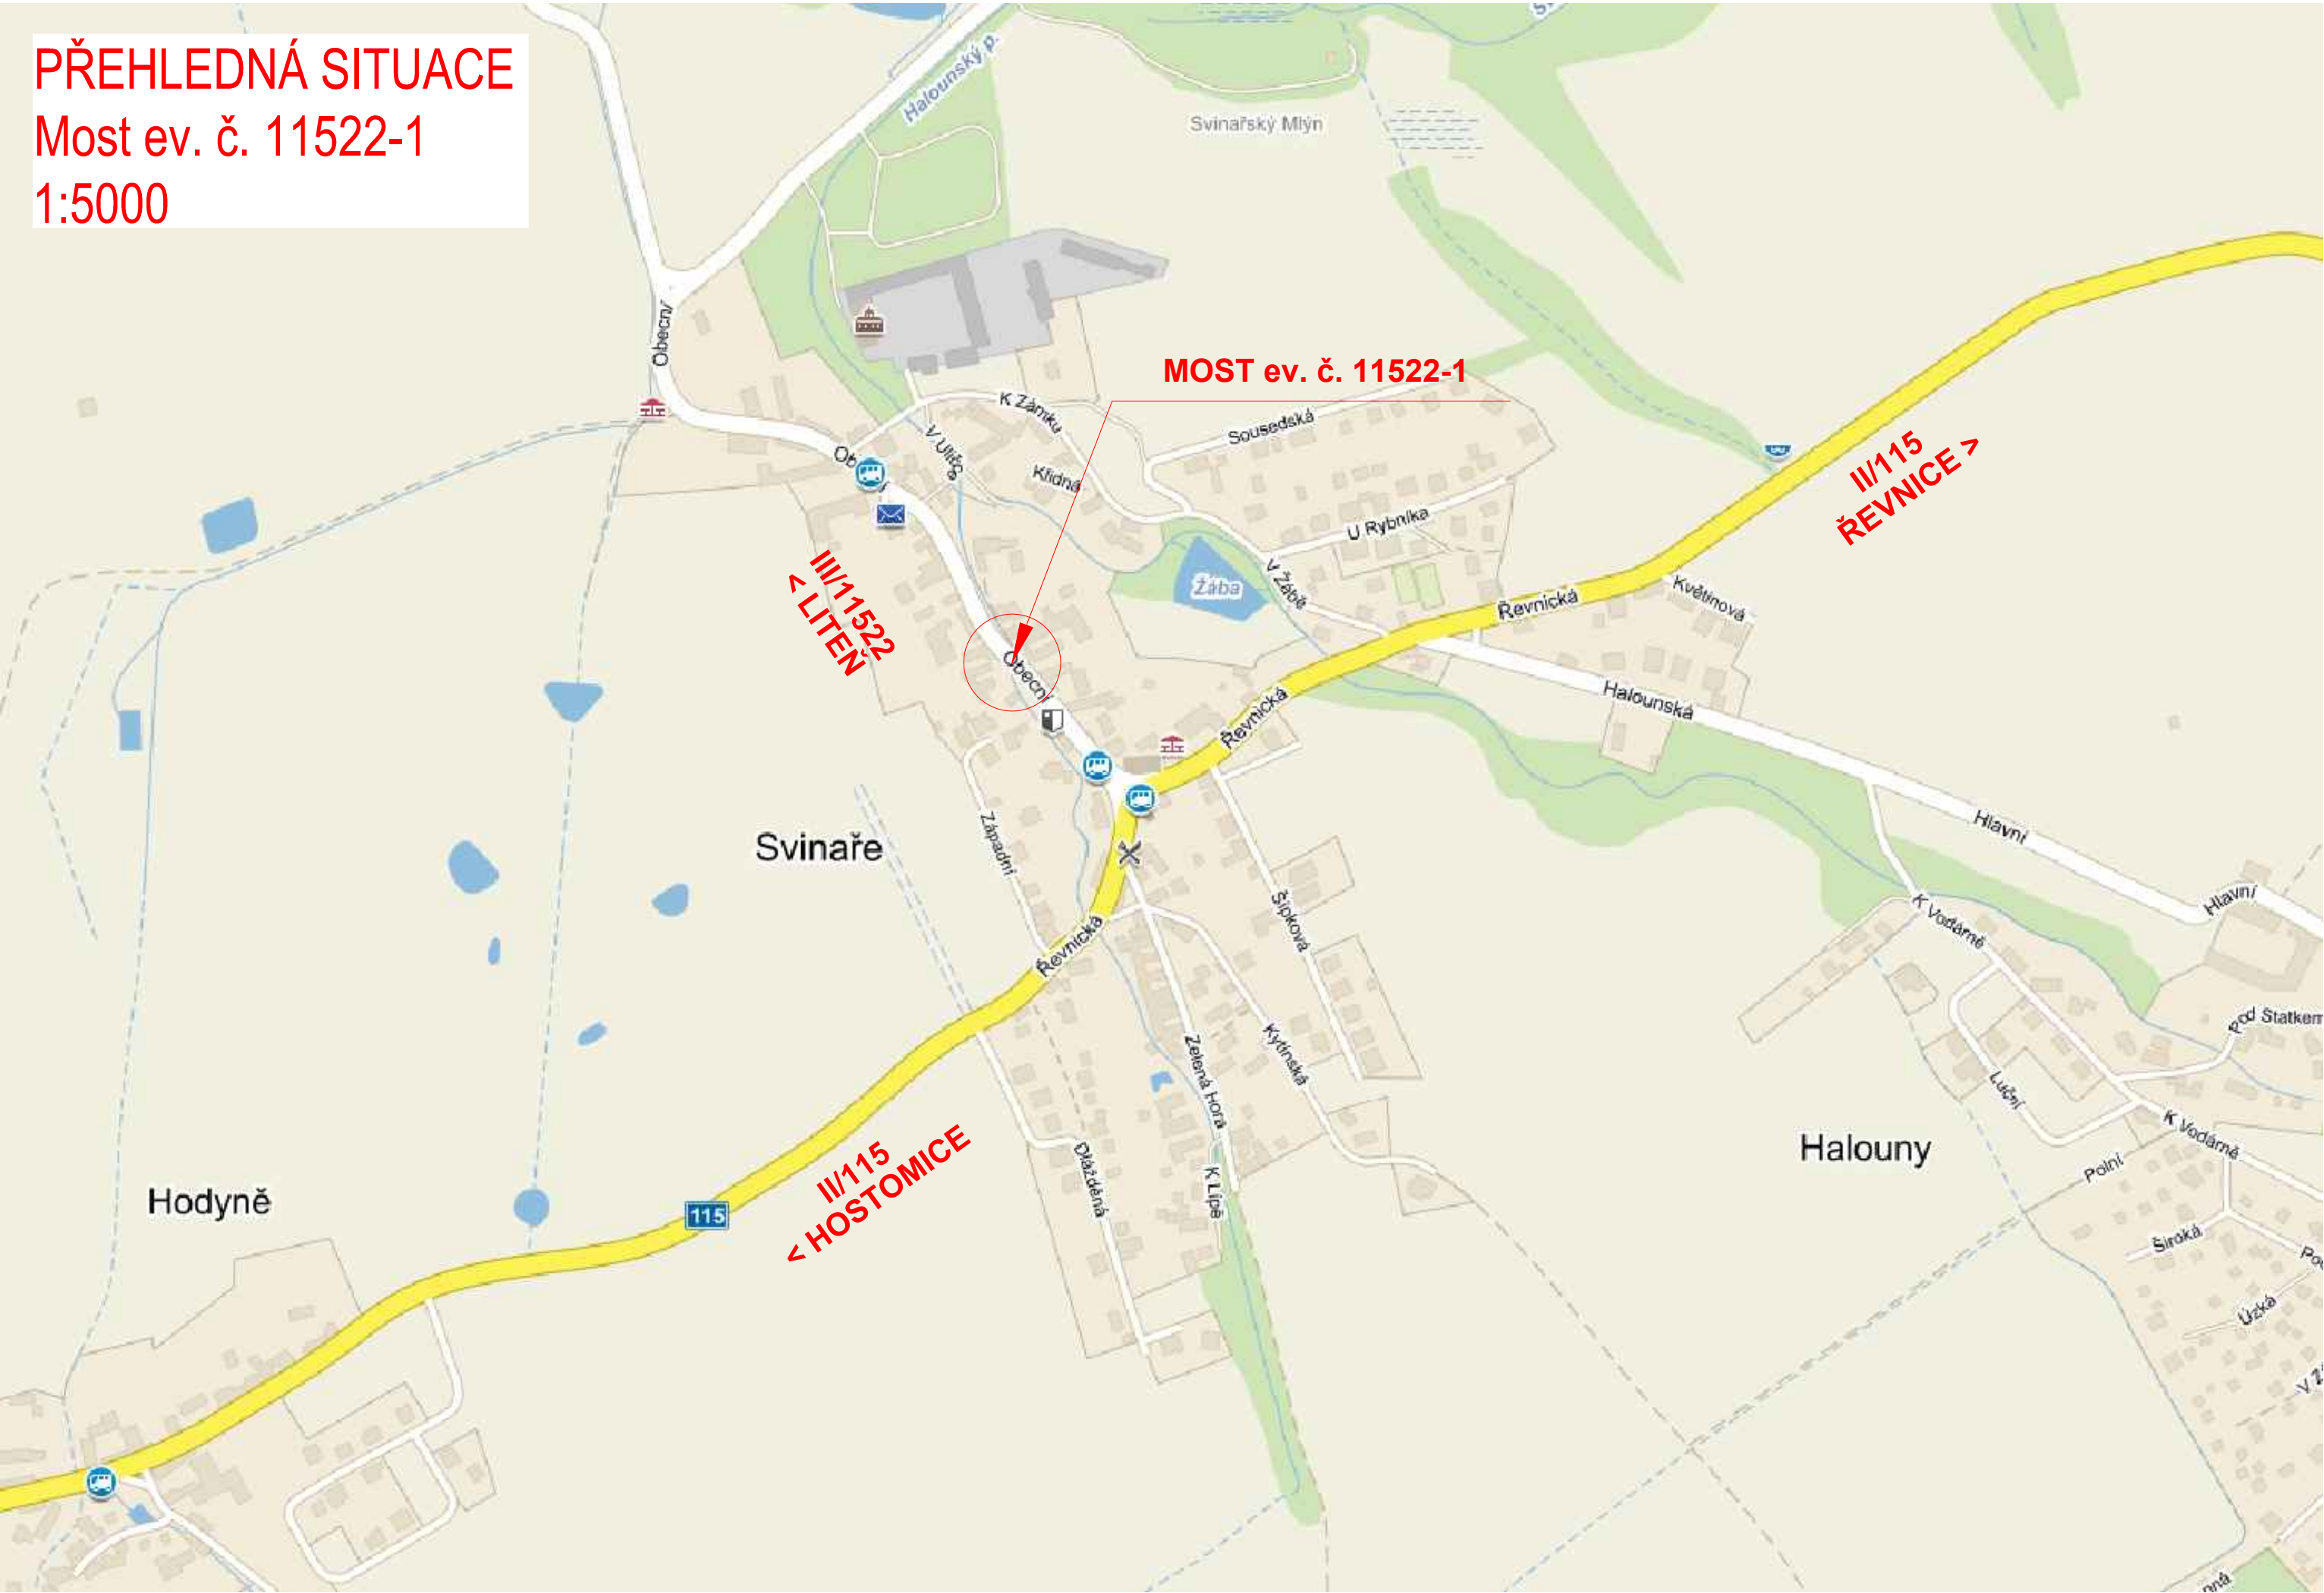 PŘEHLEDNÁ SITUACE
Most ev. č. 11522-1
1:5000
Halounský p.
Svinařský Mlýn
Obecní
MOST ev. č. 11522-1
K Zámku
Sousedská
V Uličce
Křídná
II/115
ŘEVNICE >
U Rybníka
III/11522
< LITEŇ
Žába
V Žábě
Řevnická
Květinová
Obecní
Řevnická
Halounská
Svinaře
Západní
Hlavní
Šípková
K Vodárně
Hlavní
Řevnická
Pod Statkem
Kytínská
Zelená Hora
Luční
K Vodárně
Halouny
Polní
II/115
< HOSTOMICE
Dlážděná
K Lípě
Hodyně
115
Široká
Úzká